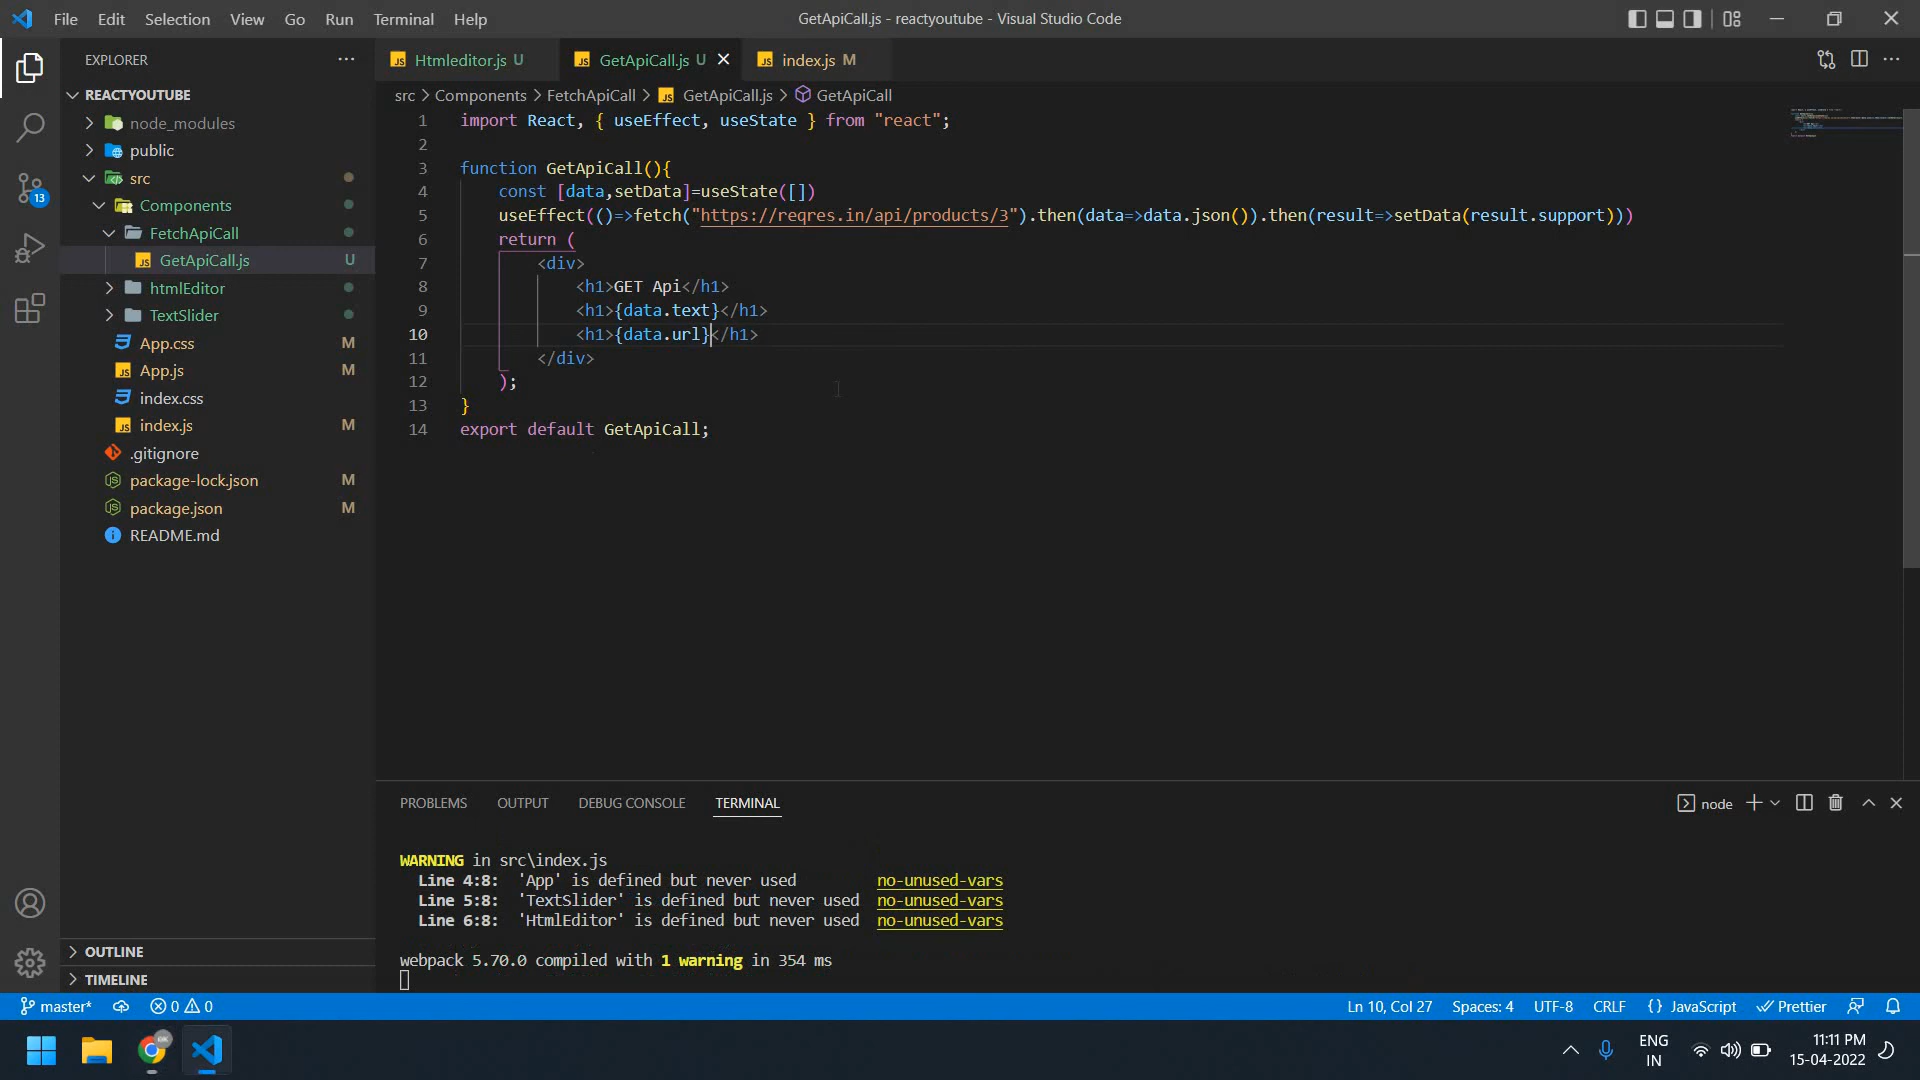 File Edit Selection View Go Run Terminal Help
GetApiCall.js - reactyoutube - Visual Studio Code
EXPLORER
REACTYOUTUBE
node_modules
public
src
Components
FetchApiCall
GetApiCall.js U
htmlEditor
TextSlider
App.css M
App.js M
index.css
index.js M
.gitignore
package-lock.json M
package.json M
README.md
OUTLINE
TIMELINE
13
Htmleditor.js U
GetApiCall.js U
index.js M
src > Components > FetchApiCall > GetApiCall.js > GetApiCall
1 import React, { useEffect, useState } from "react";
2
3 function GetApiCall(){
4 const [data,setData]=useState([])
5 useEffect(()=>fetch("https://reqres.in/api/products/3").then(data=>data.json()).then(result=>setData(result.support)))
6 return (
7 <div>
8 <h1>GET Api</h1>
9 <h1>{data.text}</h1>
10 <h1>{data.url}</h1>
11 </div>
12 );
13 }
14 export default GetApiCall;
PROBLEMS OUTPUT DEBUG CONSOLE TERMINAL
node
WARNING in src\index.js
Line 4:8: 'App' is defined but never used no-unused-vars
Line 5:8: 'TextSlider' is defined but never used no-unused-vars
Line 6:8: 'HtmlEditor' is defined but never used no-unused-vars
webpack 5.70.0 compiled with 1 warning in 354 ms
master* 0 0
Ln 10, Col 27 Spaces: 4 UTF-8 CRLF {} JavaScript Prettier
ENG
IN
11:11 PM
15-04-2022